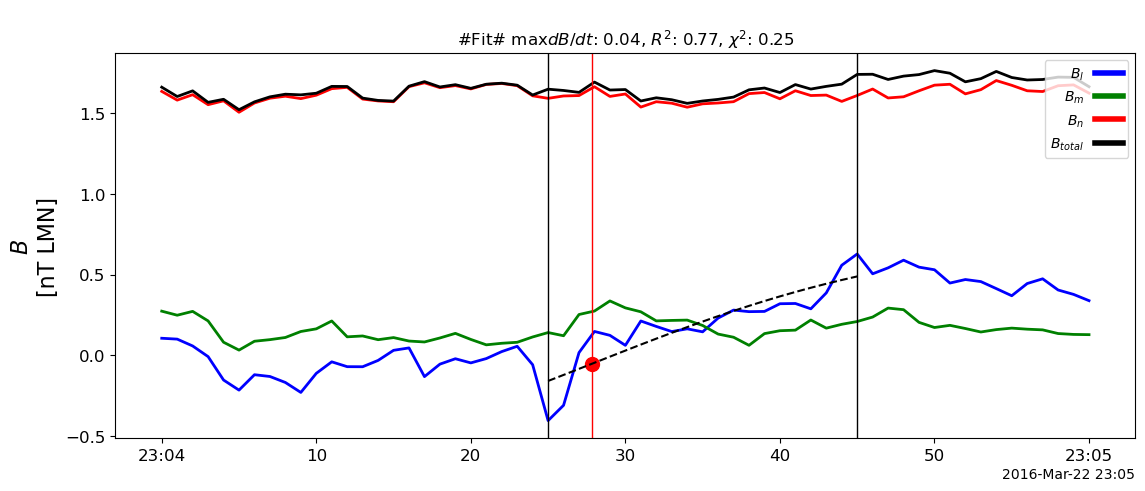 #Fit# maxdB/dt: 0.04, R²: 0.77, χ²: 0.25
B
[nT LMN]
1.5
1.0
0.5
0.0
−0.5
B_l
B_m
B_n
B_total
23:04 10 20 30 40 50 23:05
2016-Mar-22 23:05